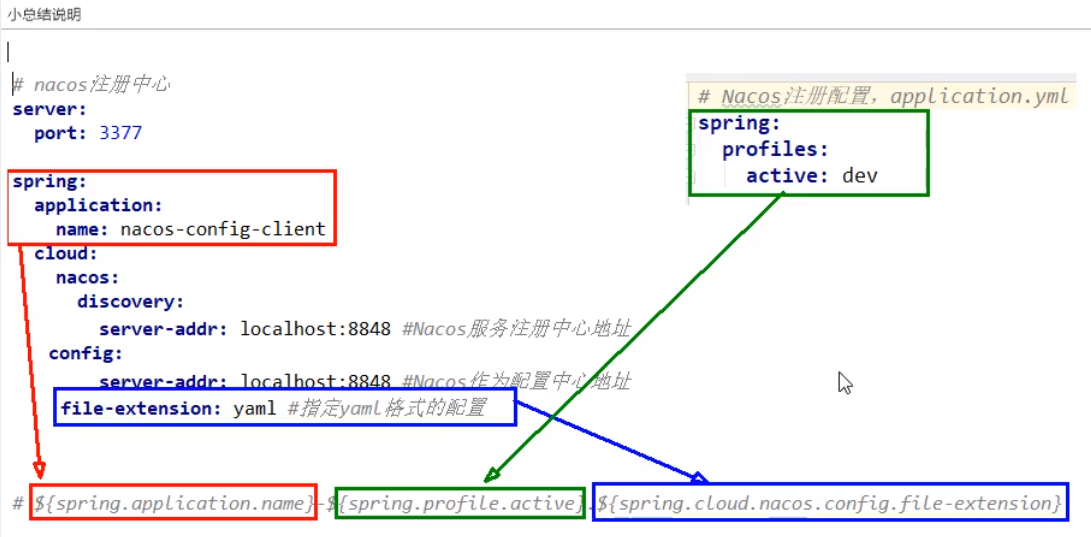 小总结说明
# nacos注册中心
server:
port: 3377
spring:
application:
name: nacos-config-client
cloud:
nacos:
discovery:
server-addr: localhost:8848 #Nacos服务注册中心地址
config:
server-addr: localhost:8848 #Nacos作为配置中心地址
file-extension: yaml #指定yaml格式的配置
# Nacos注册配置，application.yml
spring:
profiles:
active: dev
# ${spring.application.name}-${spring.profile.active}.${spring.cloud.nacos.config.file-extension}